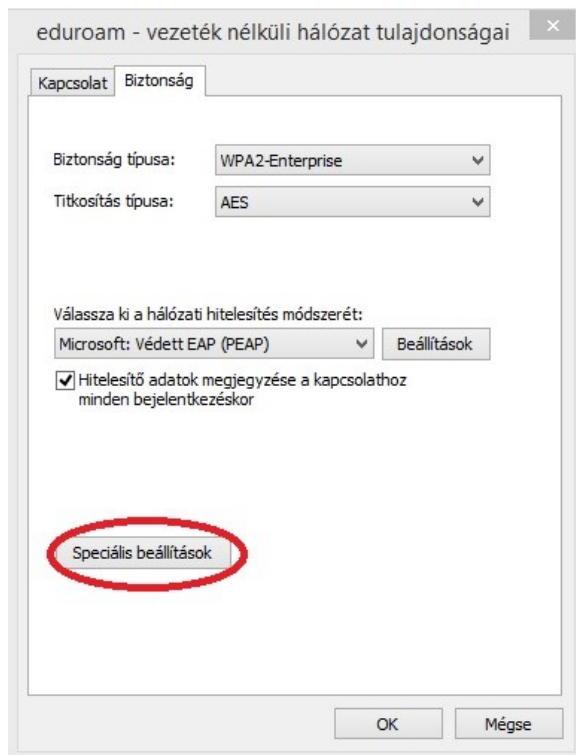 eduroam - vezeték nélküli hálózat tulajdonságai
Kapcsolat
Biztonság
Biztonság típusa:
WPA2-Enterprise
Titkosítás típusa:
AES
Válassza ki a hálózati hitelesítés módszerét:
Microsoft: Védett EAP (PEAP)
Beállítások
Hitelesítő adatok megjegyzése a kapcsolathoz
minden bejelentkezéskor
Speciális beállítások
OK
Mégse